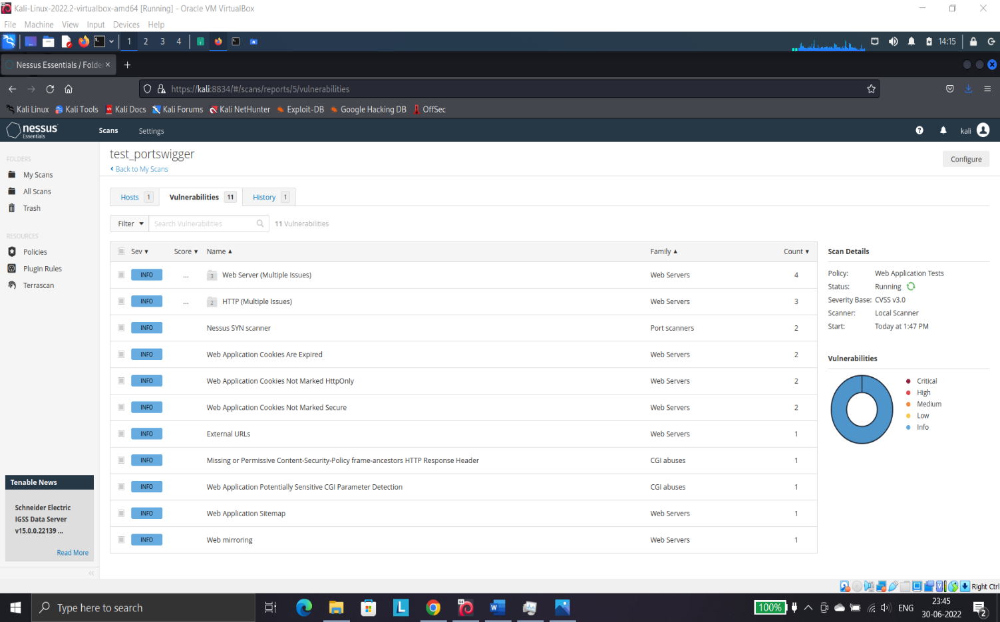 Kali-Linux-2022.2-virtualbox-amd64 [Running] - Oracle VM VirtualBox
File Machine View Input Devices Help
1 2 3 4 14:15
Nessus Essentials / Folde × +
https://kali:8834/#/scans/reports/5/vulnerabilities
Kali Linux Kali Tools Kali Docs Kali Forums Kali NetHunter Exploit-DB Google Hacking DB OffSec
nessus Essentials Scans Settings kali
FOLDERS
My Scans
All Scans
Trash
RESOURCES
Policies
Plugin Rules
Terrascan
Tenable News
Schneider Electric
IGSS Data Server
v15.0.0.22139 ...
Read More
test_portswigger
Back to My Scans
Configure
Hosts 1 Vulnerabilities 11 History 1
Filter Search Vulnerabilities 11 Vulnerabilities
Sev Score Name Family Count
INFO ... 3 Web Server (Multiple Issues) Web Servers 4
INFO ... 2 HTTP (Multiple Issues) Web Servers 3
INFO Nessus SYN scanner Port scanners 2
INFO Web Application Cookies Are Expired Web Servers 2
INFO Web Application Cookies Not Marked HttpOnly Web Servers 2
INFO Web Application Cookies Not Marked Secure Web Servers 2
INFO External URLs Web Servers 1
INFO Missing or Permissive Content-Security-Policy frame-ancestors HTTP Response Header CGI abuses 1
INFO Web Application Potentially Sensitive CGI Parameter Detection CGI abuses 1
INFO Web Application Sitemap Web Servers 1
INFO Web mirroring Web Servers 1
Scan Details
Policy: Web Application Tests
Status: Running
Severity Base: CVSS v3.0
Scanner: Local Scanner
Start: Today at 1:47 PM
Vulnerabilities
Critical
High
Medium
Low
Info
Right Ctrl
Type here to search
100% ENG
23:45
30-06-2022
2